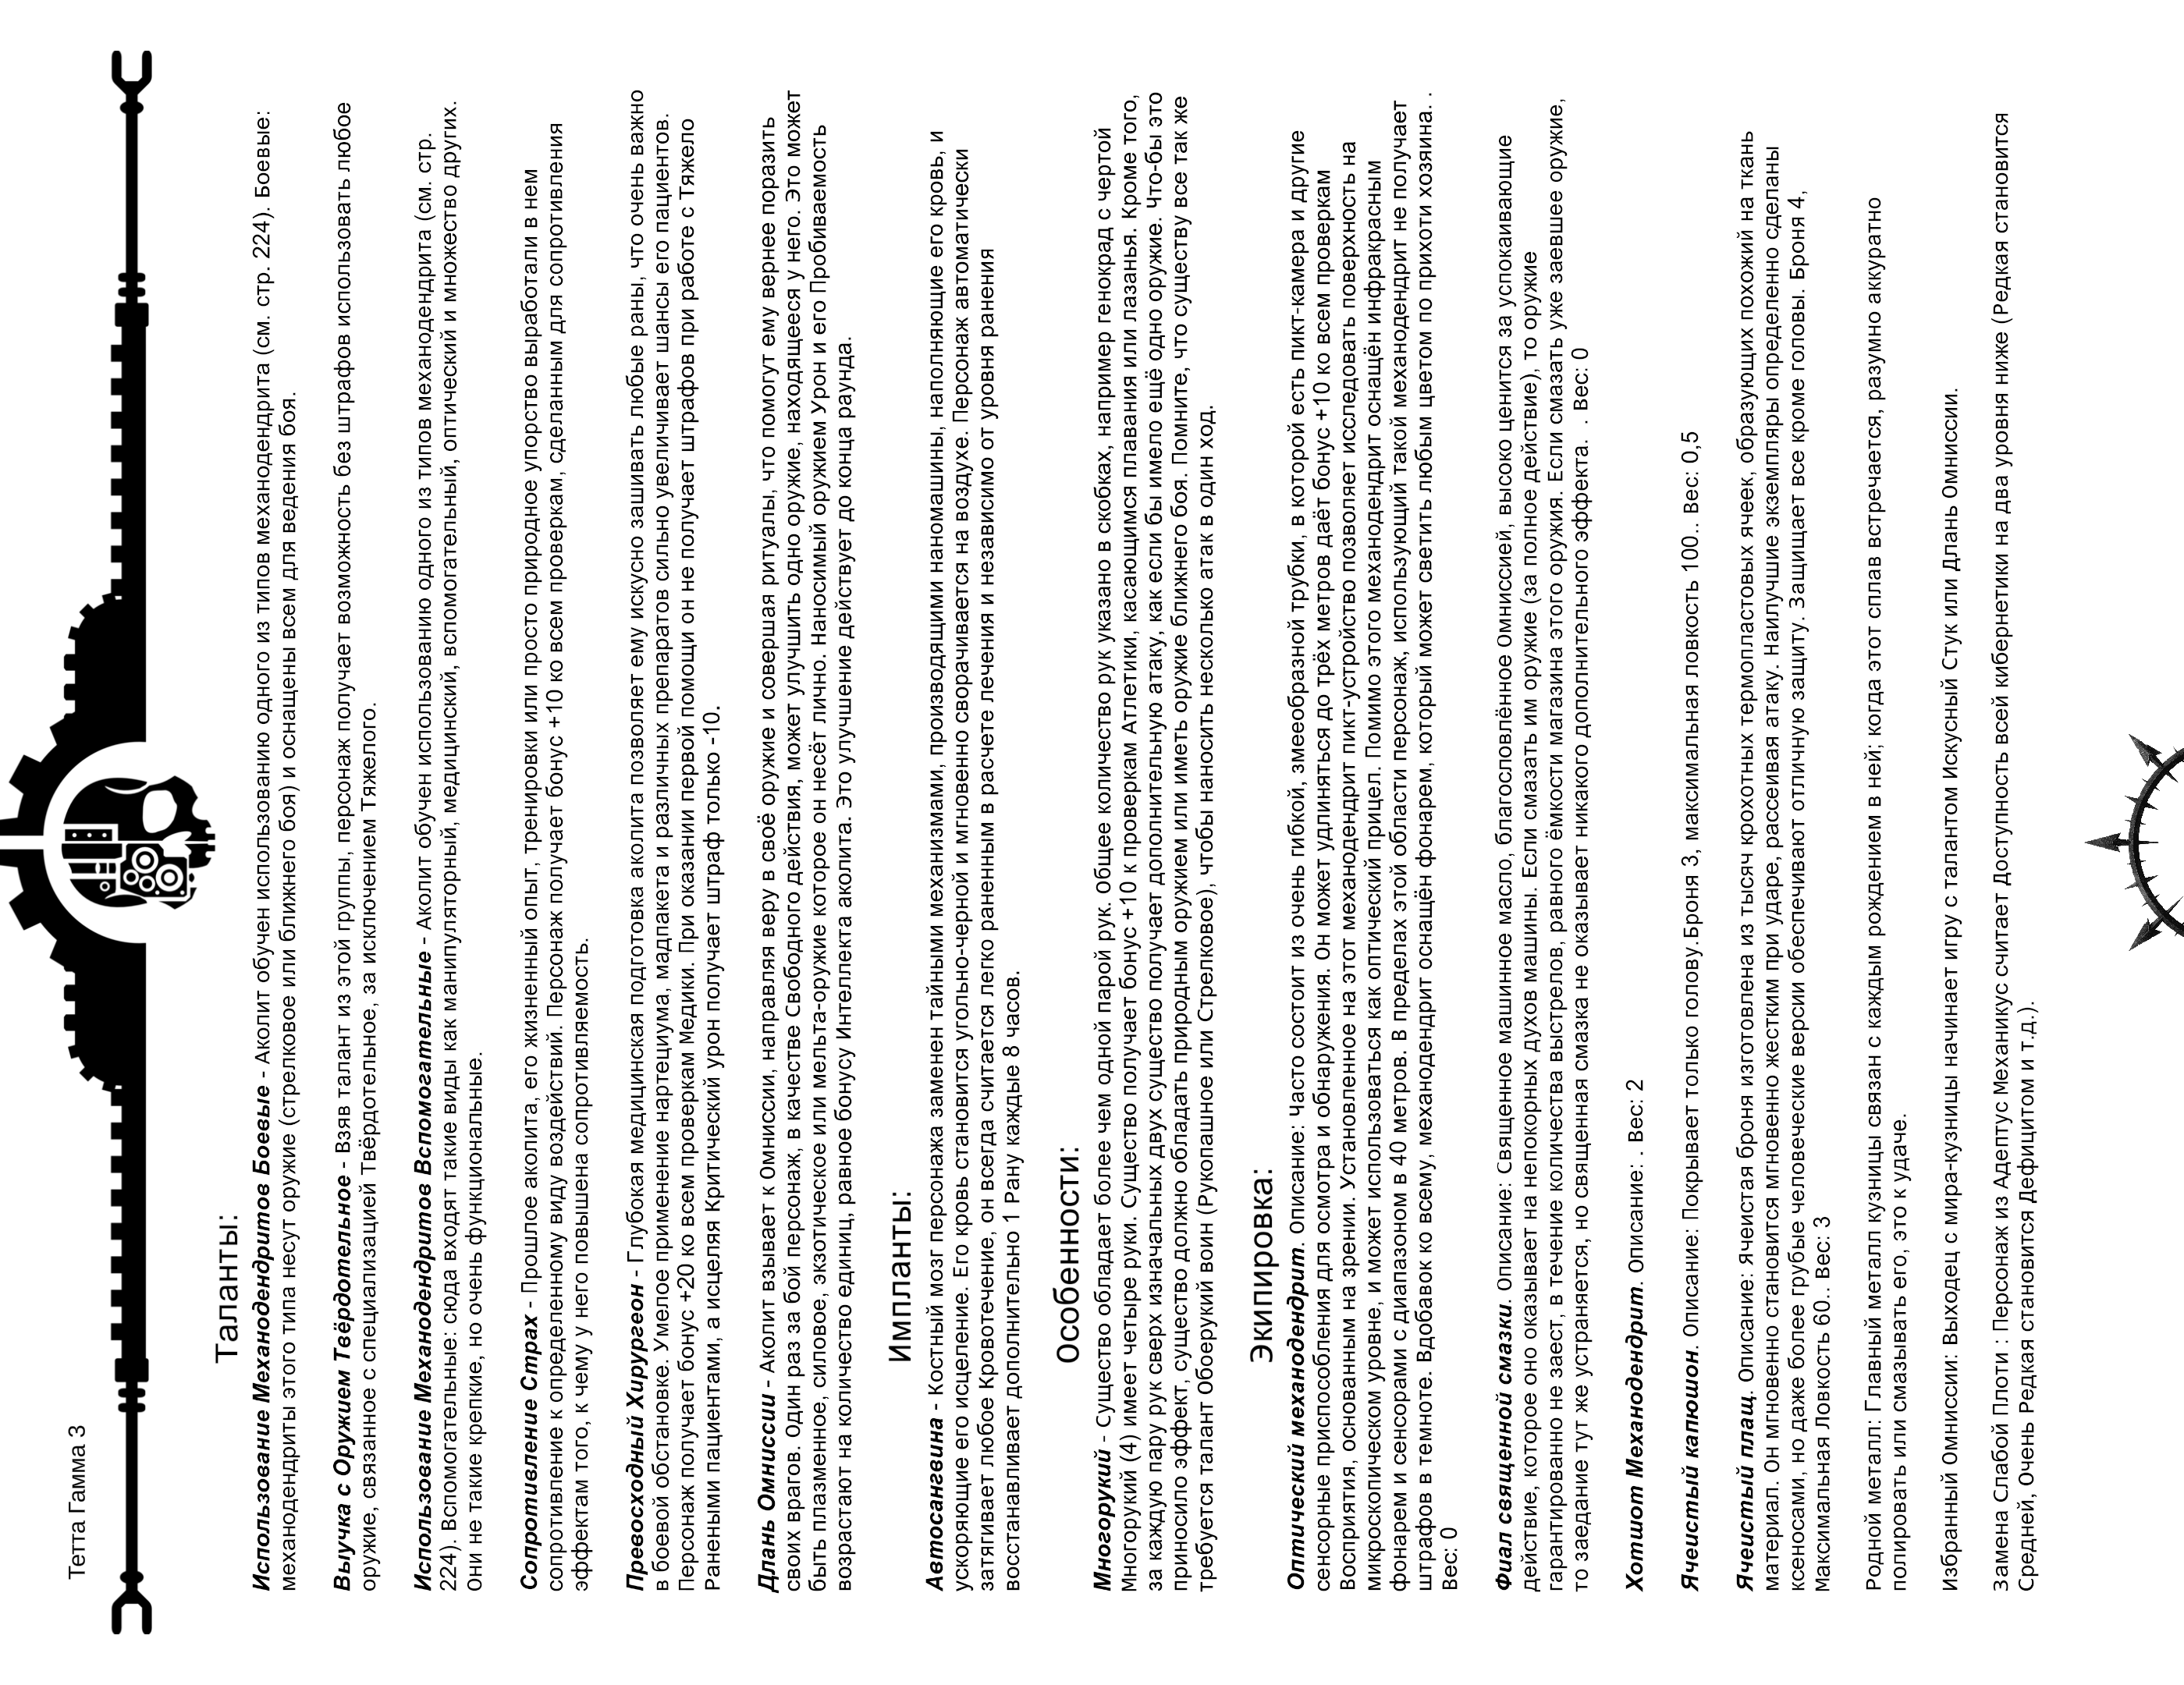 Тетта Гамма 3
Таланты:
Использование Механодендритов Боевые - Аколит обучен использованию одного из типов механодендрита (см. стр. 224). Боевые:
механодендриты этого типа несут оружие (стрелковое или ближнего боя) и оснащены всем для ведения боя.
Выучка с Оружием Твёрдотельное - Взяв талант из этой группы, персонаж получает возможность без штрафов использовать любое
оружие, связанное с специализацией Твёрдотельное, за исключением Тяжелого.
Использование Механодендритов Вспомогательные - Аколит обучен использованию одного из типов механодендрита (см. стр.
224). Вспомогательные: сюда входят такие виды как манипуляторный, медицинский, вспомогательный, оптический и множество других.
Они не такие крепкие, но очень функциональные.
Сопротивление Страх - Прошлое аколита, его жизненный опыт, тренировки или просто природное упорство выработали в нем
сопротивление к определенному виду воздействий. Персонаж получает бонус +10 ко всем проверкам, сделанным для сопротивления
эффектам того, к чему у него повышена сопротивляемость.
Превосходный Хирургеон - Глубокая медицинская подготовка аколита позволяет ему искусно зашивать любые раны, что очень важно
в боевой обстановке. Умелое применение нартециума, мадпакета и различных препаратов сильно увеличивает шансы его пациентов.
Персонаж получает бонус +20 ко всем проверкам Медики. При оказании первой помощи он не получает штрафов при работе с Тяжело
Ранеными пациентами, а исцеляя Критический урон получает штраф только -10.
Длань Омниссии - Аколит взывает к Омниссии, направляя веру в своё оружие и совершая ритуалы, что помогут ему вернее поразить
своих врагов. Один раз за бой персонаж, в качестве Свободного действия, может улучшить одно оружие, находящееся у него. Это может
быть плазменное, силовое, экзотическое или мельта-оружие которое он несёт лично. Наносимый оружием Урон и его Пробиваемость
возрастают на количество единиц, равное бонусу Интеллекта аколита. Это улучшение действует до конца раунда.
Импланты:
Автосангвина - Костный мозг персонажа заменен тайными механизмами, производящими наномашины, наполняющие его кровь, и
ускоряющие его исцеление. Его кровь становится угольно-черной и мгновенно сворачивается на воздухе. Персонаж автоматически
затягивает любое Кровотечение, он всегда считается легко раненным в расчете лечения и независимо от уровня ранения
восстанавливает дополнительно 1 Рану каждые 8 часов.
Особенности:
Многорукий - Существо обладает более чем одной парой рук. Общее количество рук указано в скобках, например генокрад с чертой
Многорукий (4) имеет четыре руки. Существо получает бонус +10 к проверкам Атлетики, касающимся плавания или лазанья. Кроме того,
за каждую пару рук сверх изначальных двух существо получает дополнительную атаку, как если бы имело ещё одно оружие. Что-бы это
приносило эффект, существо должно обладать природным оружием или иметь оружие ближнего боя. Помните, что существу все так же
требуется талант Обоерукий воин (Рукопашное или Стрелковое), чтобы наносить несколько атак в один ход.
Экипировка:
Оптический механодендрит. Описание: Часто состоит из очень гибкой, змееобразной трубки, в которой есть пикт-камера и другие
сенсорные приспособления для осмотра и обнаружения. Он может удлиняться до трёх метров даёт бонус +10 ко всем проверкам
Восприятия, основанным на зрении. Установленное на этот механодендрит пикт-устройство позволяет исследовать поверхность на
микроскопическом уровне, и может использоваться как оптический прицел. Помимо этого механодендрит оснащён инфракрасным
фонарем и сенсорами с диапазоном в 40 метров. В пределах этой области персонаж, использующий такой механодендрит не получает
штрафов в темноте. Вдобавок ко всему, механодендрит оснащён фонарем, который может светить любым цветом по прихоти хозяина. .
Вес: 0
Фиал священной смазки. Описание: Священное машинное масло, благословлённое Омниссией, высоко ценится за успокаивающие
действие, которое оно оказывает на непокорных духов машины. Если смазать им оружие (за полное действие), то оружие
гарантированно не заест, в течение количества выстрелов, равного ёмкости магазина этого оружия. Если смазать уже заевшее оружие,
то заедание тут же устраняется, но священная смазка не оказывает никакого дополнительного эффекта. . Вес: 0
Хотшот Механодендрит. Описание: . Вес: 2
Ячеистый капюшон. Описание: Покрывает только голову.Броня 3, максимальная ловкость 100.. Вес: 0,5
Ячеистый плащ. Описание: Ячеистая броня изготовлена из тысяч крохотных термопластовых ячеек, образующих похожий на ткань
материал. Он мгновенно становится мгновенно жестким при ударе, рассеивая атаку. Наилучшие экземпляры определенно сделаны
ксеносами, но даже более грубые человеческие версии обеспечивают отличную защиту. Защищает все кроме головы. Броня 4,
Максимальная Ловкость 60.. Вес: 3
Родной металл: Главный металл кузницы связан с каждым рождением в ней; когда этот сплав встречается, разумно аккуратно
полировать или смазывать его, это к удаче.
Избранный Омниссии: Выходец с мира-кузницы начинает игру с талантом Искусный Стук или Длань Омниссии.
Замена Слабой Плоти : Персонаж из Адептус Механикус считает Доступность всей кибернетики на два уровня ниже (Редкая становится
Средней, Очень Редкая становится Дефицитом и т.д.).